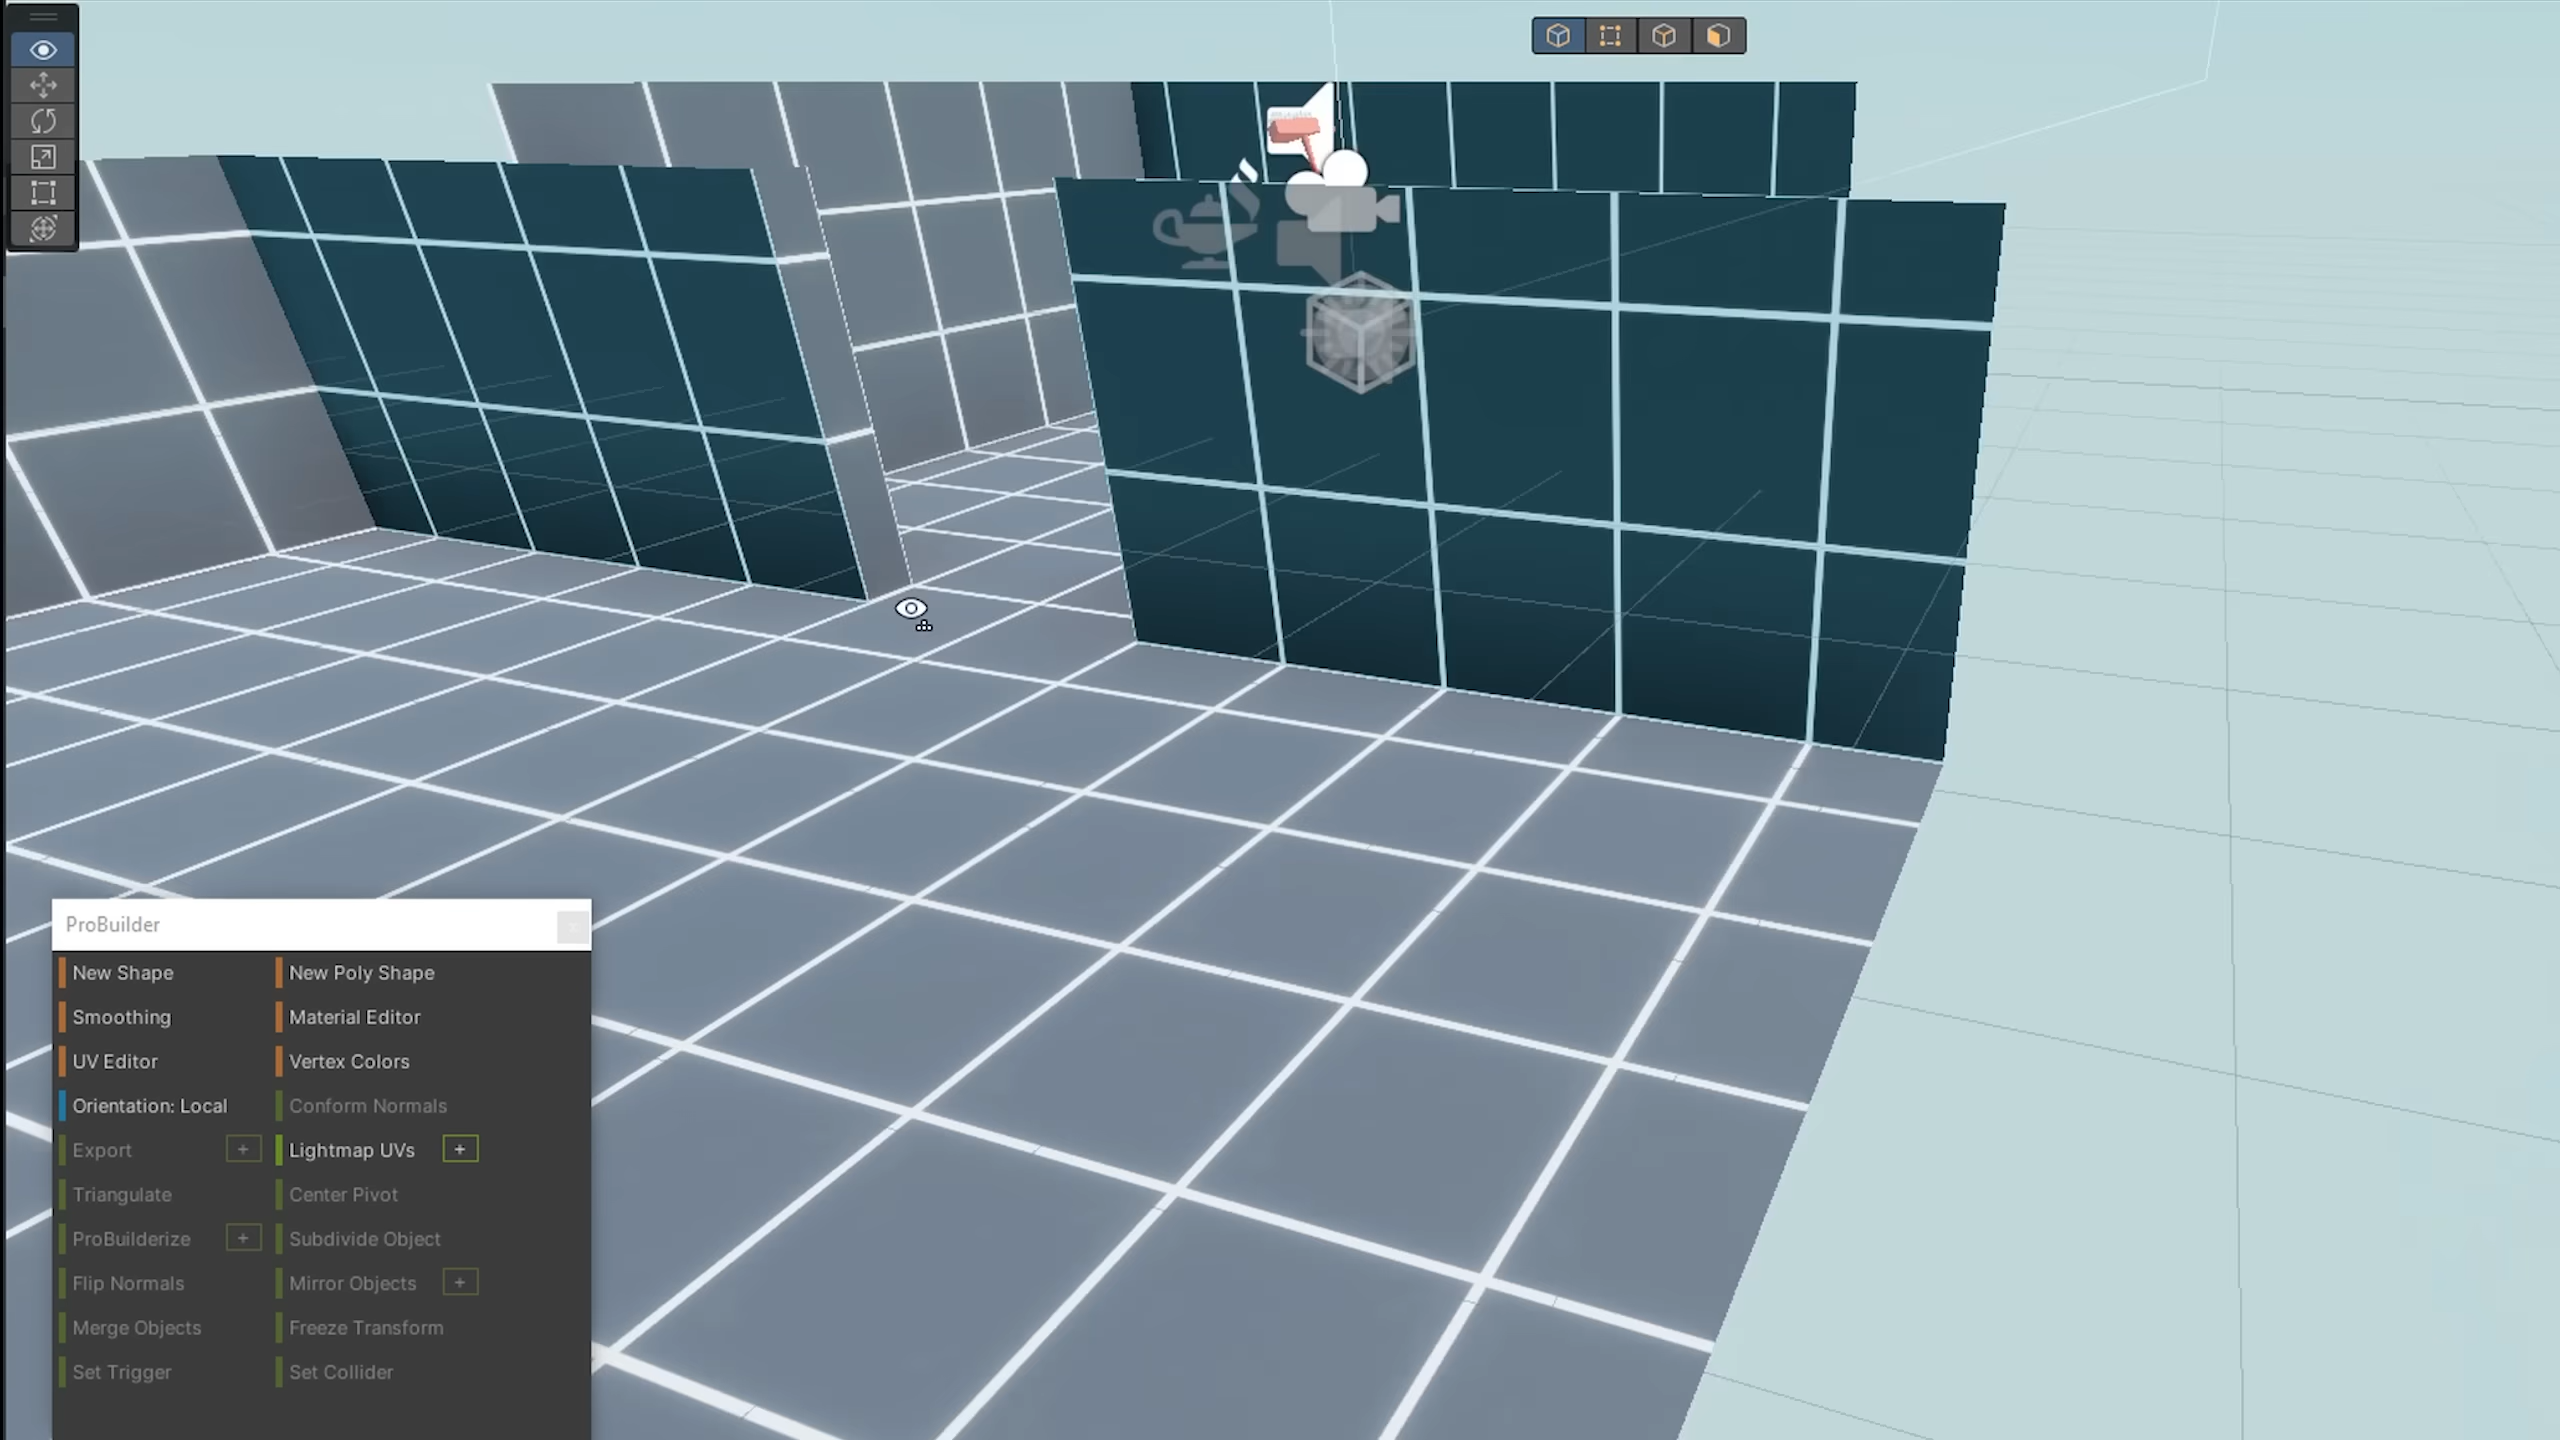 ProBuilder
New Shape
New Poly Shape
Smoothing
Material Editor
UV Editor
Vertex Colors
Orientation: Local
Conform Normals
Export +
Lightmap UVs +
Triangulate
Center Pivot
ProBuilderize +
Subdivide Object
Flip Normals
Mirror Objects +
Merge Objects
Freeze Transform
Set Trigger
Set Collider